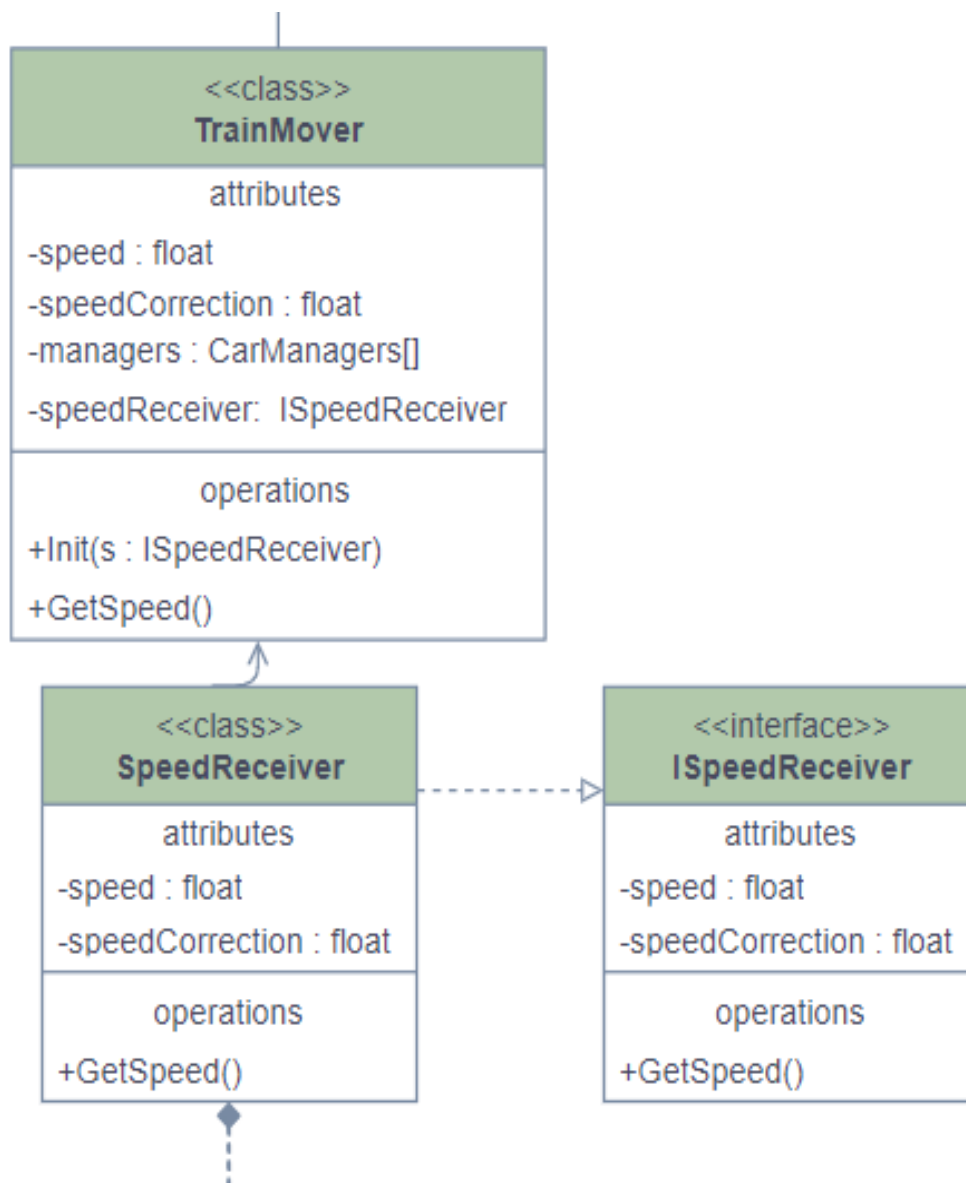 <<class>>
TrainMover
attributes
-speed : float
-speedCorrection : float
-managers : CarManagers[]
-speedReceiver:  ISpeedReceiver
operations
+Init(s : ISpeedReceiver)
+GetSpeed()
<<class>>
SpeedReceiver
attributes
-speed : float
-speedCorrection : float
operations
+GetSpeed()
<<interface>>
ISpeedReceiver
attributes
-speed : float
-speedCorrection : float
operations
+GetSpeed()